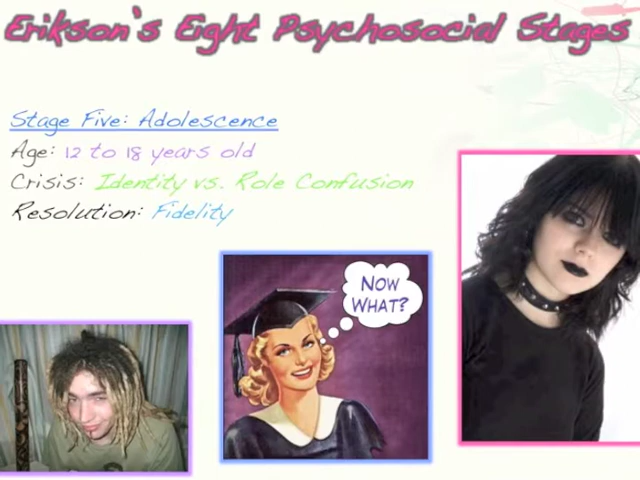 Erikson's Eight Psychosocial Stages
Stage Five: Adolescence
Age: 12 to 18 years old
Crisis: Identity vs. Role Confusion
Resolution: Fidelity
NOW
WHAT?